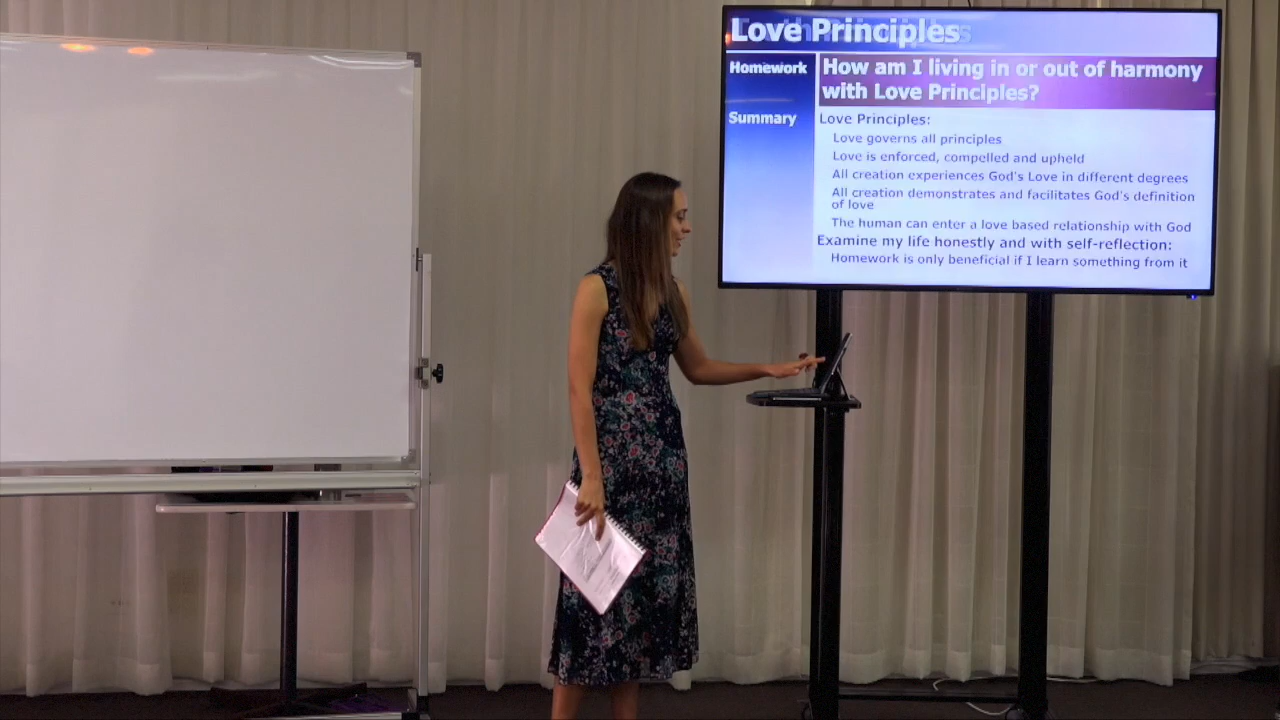 Love Principles
Homework
How am I living in or out of harmony
with Love Principles?
Summary
Love Principles:
Love governs all principles
Love is enforced, compelled and upheld
All creation experiences God's Love in different degrees
All creation demonstrates and facilitates God's definition
of love
The human can enter a love based relationship with God
Examine my life honestly and with self-reflection:
Homework is only beneficial if I learn something from it